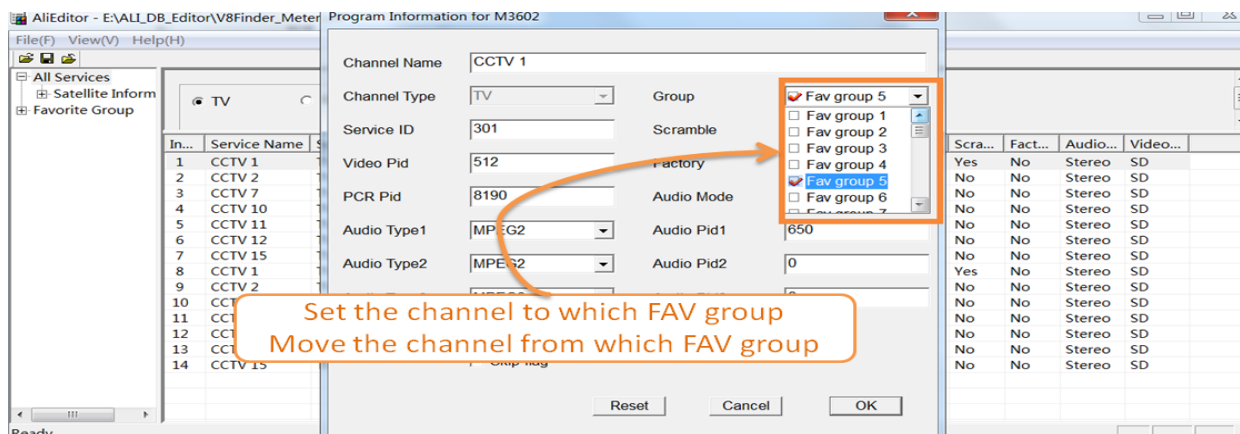 AliEditor - E:\ALI_DB_Editor\V8Finder_Meter
Program Information for M3602
File(F) View(V) Help(H)
All Services
Satellite Inform
Favorite Group
TV
Channel Name CCTV 1
Channel Type TV Group Fav group 5
Service ID 301 Scramble
Video Pid 512 Factory
PCR Pid 8190 Audio Mode
Audio Type1 MPEG2 Audio Pid1 650
Audio Type2 MPEG2 Audio Pid2 0
Fav group 1
Fav group 2
Fav group 3
Fav group 4
Fav group 5
Fav group 6
Fav group 7
In... Service Name Scra... Fact... Audio... Video...
1 CCTV 1 Yes No Stereo SD
2 CCTV 2 No No Stereo SD
3 CCTV 7 No No Stereo SD
4 CCTV 10 No No Stereo SD
5 CCTV 11 No No Stereo SD
6 CCTV 12 No No Stereo SD
7 CCTV 15 No No Stereo SD
8 CCTV 1 Yes No Stereo SD
9 CCTV 2 No No Stereo SD
10 No No Stereo SD
11 No No Stereo SD
12 No No Stereo SD
13 No No Stereo SD
14 CCTV 15 No No Stereo SD
Set the channel to which FAV group
Move the channel from which FAV group
Skip flag
Reset Cancel OK
Ready